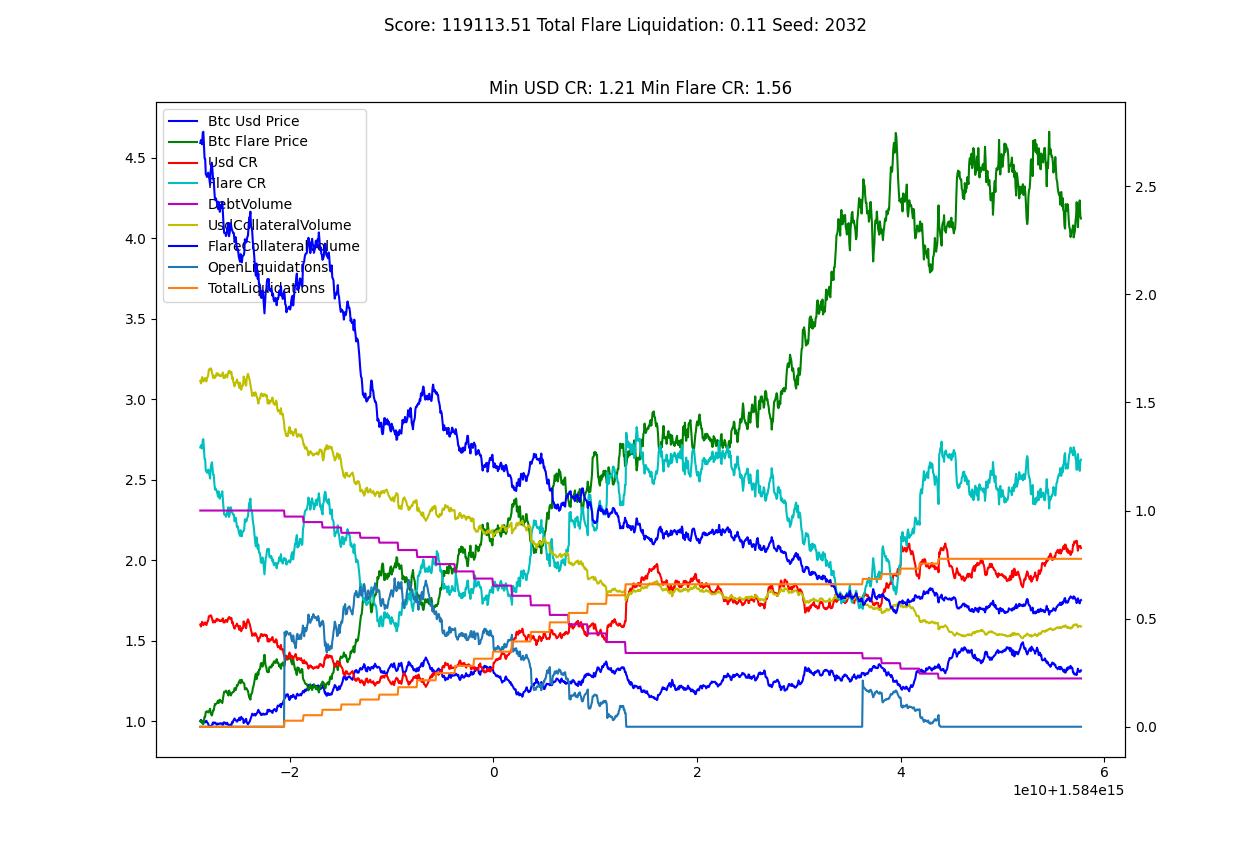 Score: 119113.51 Total Flare Liquidation: 0.11 Seed: 2032
Min USD CR: 1.21 Min Flare CR: 1.56
Btc Usd Price
Btc Flare Price
Usd CR
Flare CR
DebtVolume
UsdCollateralVolume
FlareCollateralVolume
OpenLiquidations
TotalLiquidations
4.5
4.0
3.5
3.0
2.5
2.0
1.5
1.0
2.5
2.0
1.5
1.0
0.5
0.0
−2
0
2
4
6
1e10+1.584e15